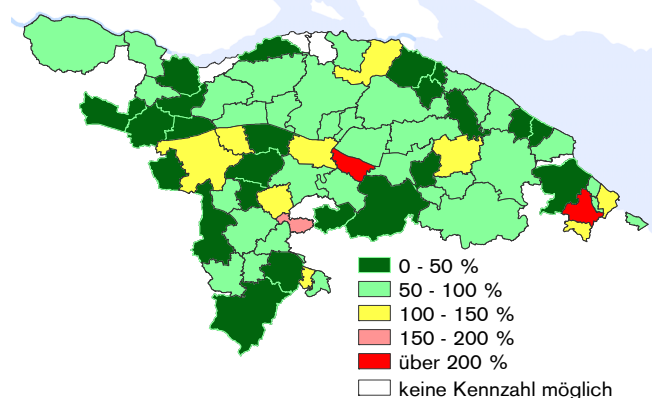 0 - 50 %
50 - 100 %
100 - 150 %
150 - 200 %
über 200 %
keine Kennzahl möglich